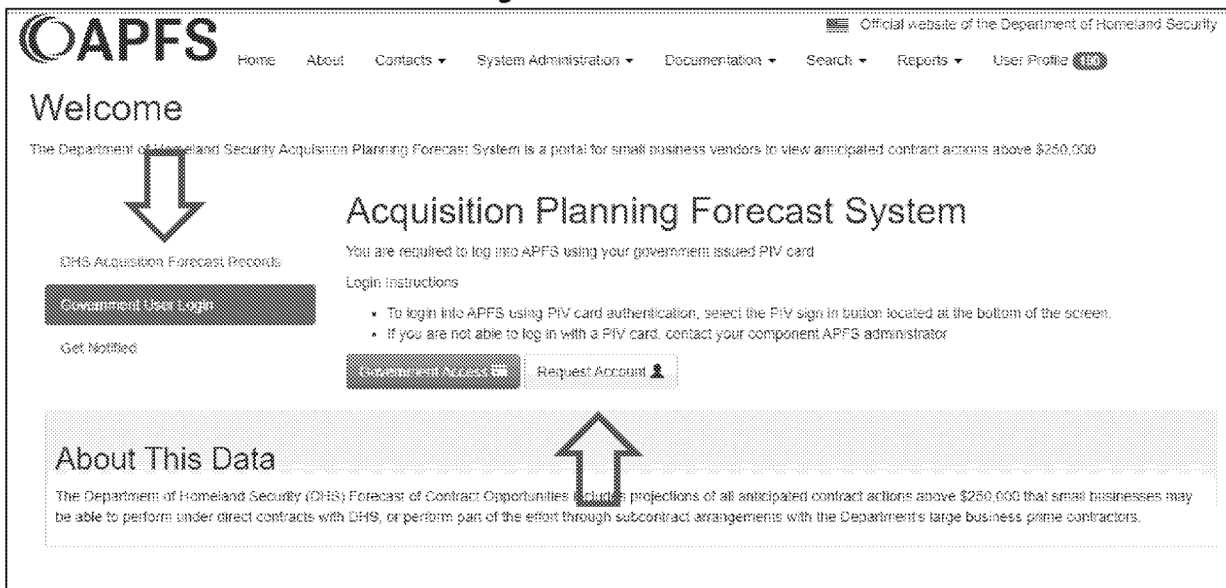 Official website of the Department of Homeland Security
APFS
Home About Contacts System Administration Documentation Search Reports User Profile
Welcome
The Department of Homeland Security Acquisition Planning Forecast System is a portal for small business vendors to view anticipated contract actions above $250,000
Acquisition Planning Forecast System
You are required to log into APFS using your government issued PIV card
DHS Acquisition Forecast Records
Login Instructions
Government User Login
• To login into APFS using PIV card authentication, select the PIV sign in button located at the bottom of the screen.
• If you are not able to log in with a PIV card, contact your component APFS administrator
Get Notified
Government Access Request Account
About This Data
The Department of Homeland Security (DHS) Forecast of Contract Opportunities includes projections of all anticipated contract actions above $250,000 that small businesses may
be able to perform under direct contracts with DHS, or perform part of the effort through subcontract arrangements with the Department's large business prime contractors.